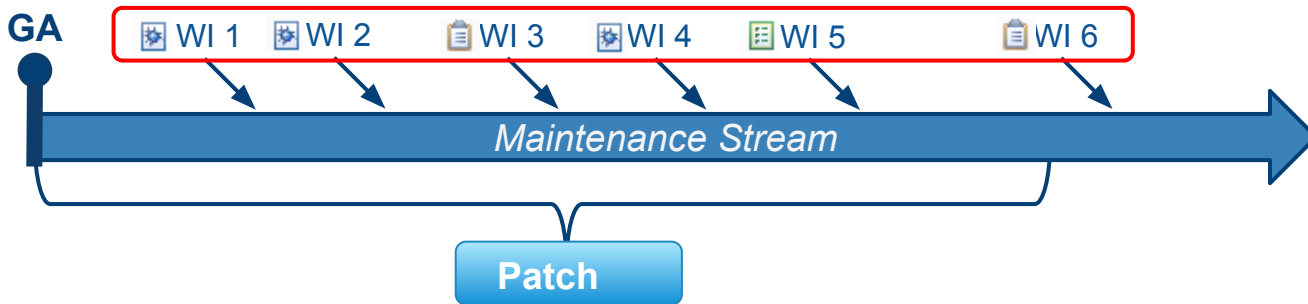 GA
WI 1
WI 2
WI 3
WI 4
WI 5
WI 6
Maintenance Stream
Patch